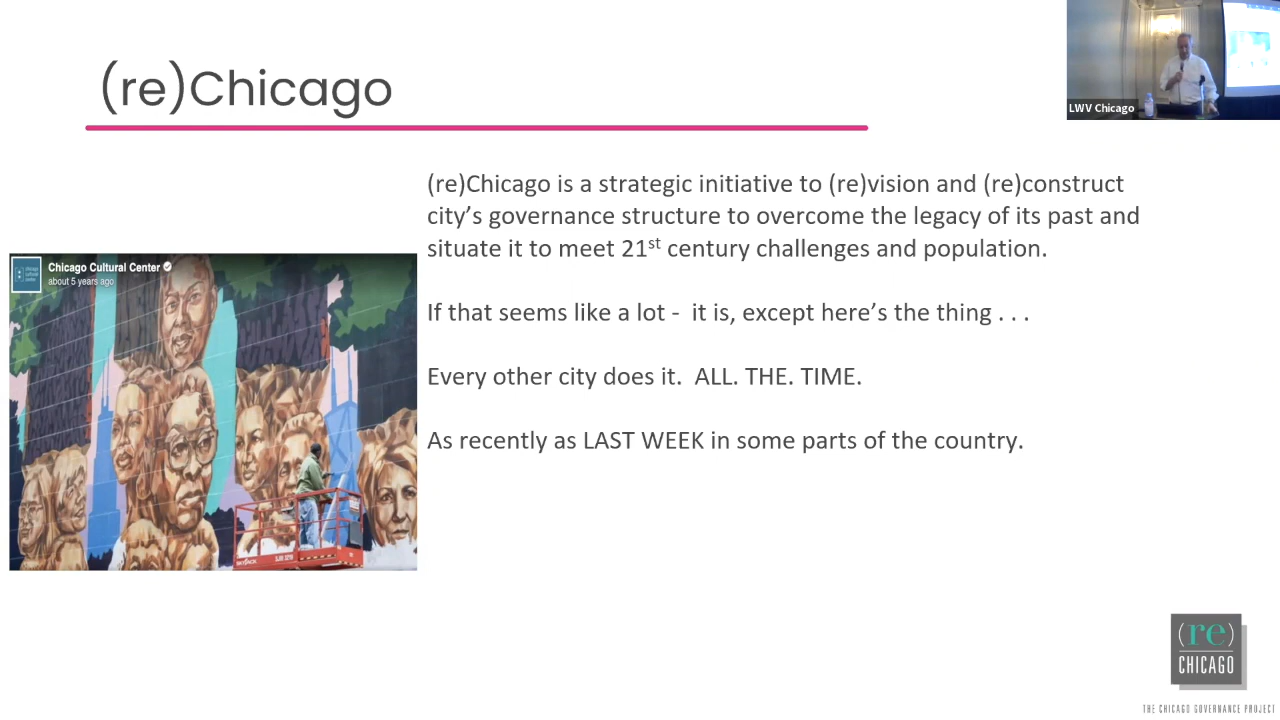 (re)Chicago
LWV Chicago
(re)Chicago is a strategic initiative to (re)vision and (re)construct
city’s governance structure to overcome the legacy of its past and
situate it to meet 21st century challenges and population.
If that seems like a lot -  it is, except here’s the thing . . .
Every other city does it.  ALL. THE. TIME.
As recently as LAST WEEK in some parts of the country.
Chicago Cultural Center
about 5 years ago
SKYJACK
(re)
CHICAGO
THE CHICAGO GOVERNANCE PROJECT